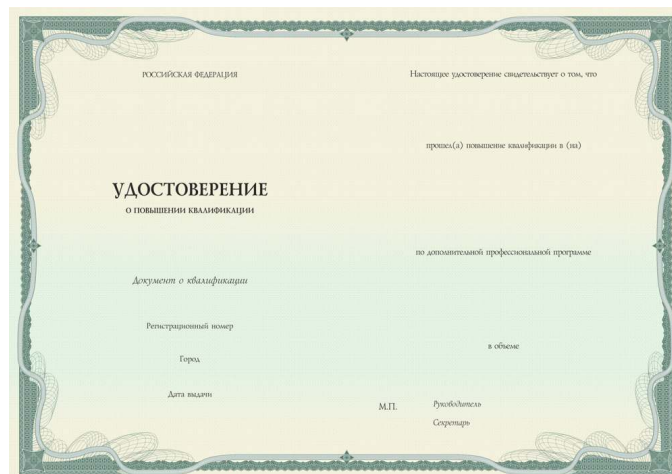 РОССИЙСКАЯ ФЕДЕРАЦИЯ
УДОСТОВЕРЕНИЕ
О ПОВЫШЕНИИ КВАЛИФИКАЦИИ
Документ о квалификации
Регистрационный номер
Город
Дата выдачи
Настоящее удостоверение свидетельствует о том, что
прошел(а) повышение квалификации в (на)
по дополнительной профессиональной программе
в объеме
М.П.
Руководитель
Секретарь